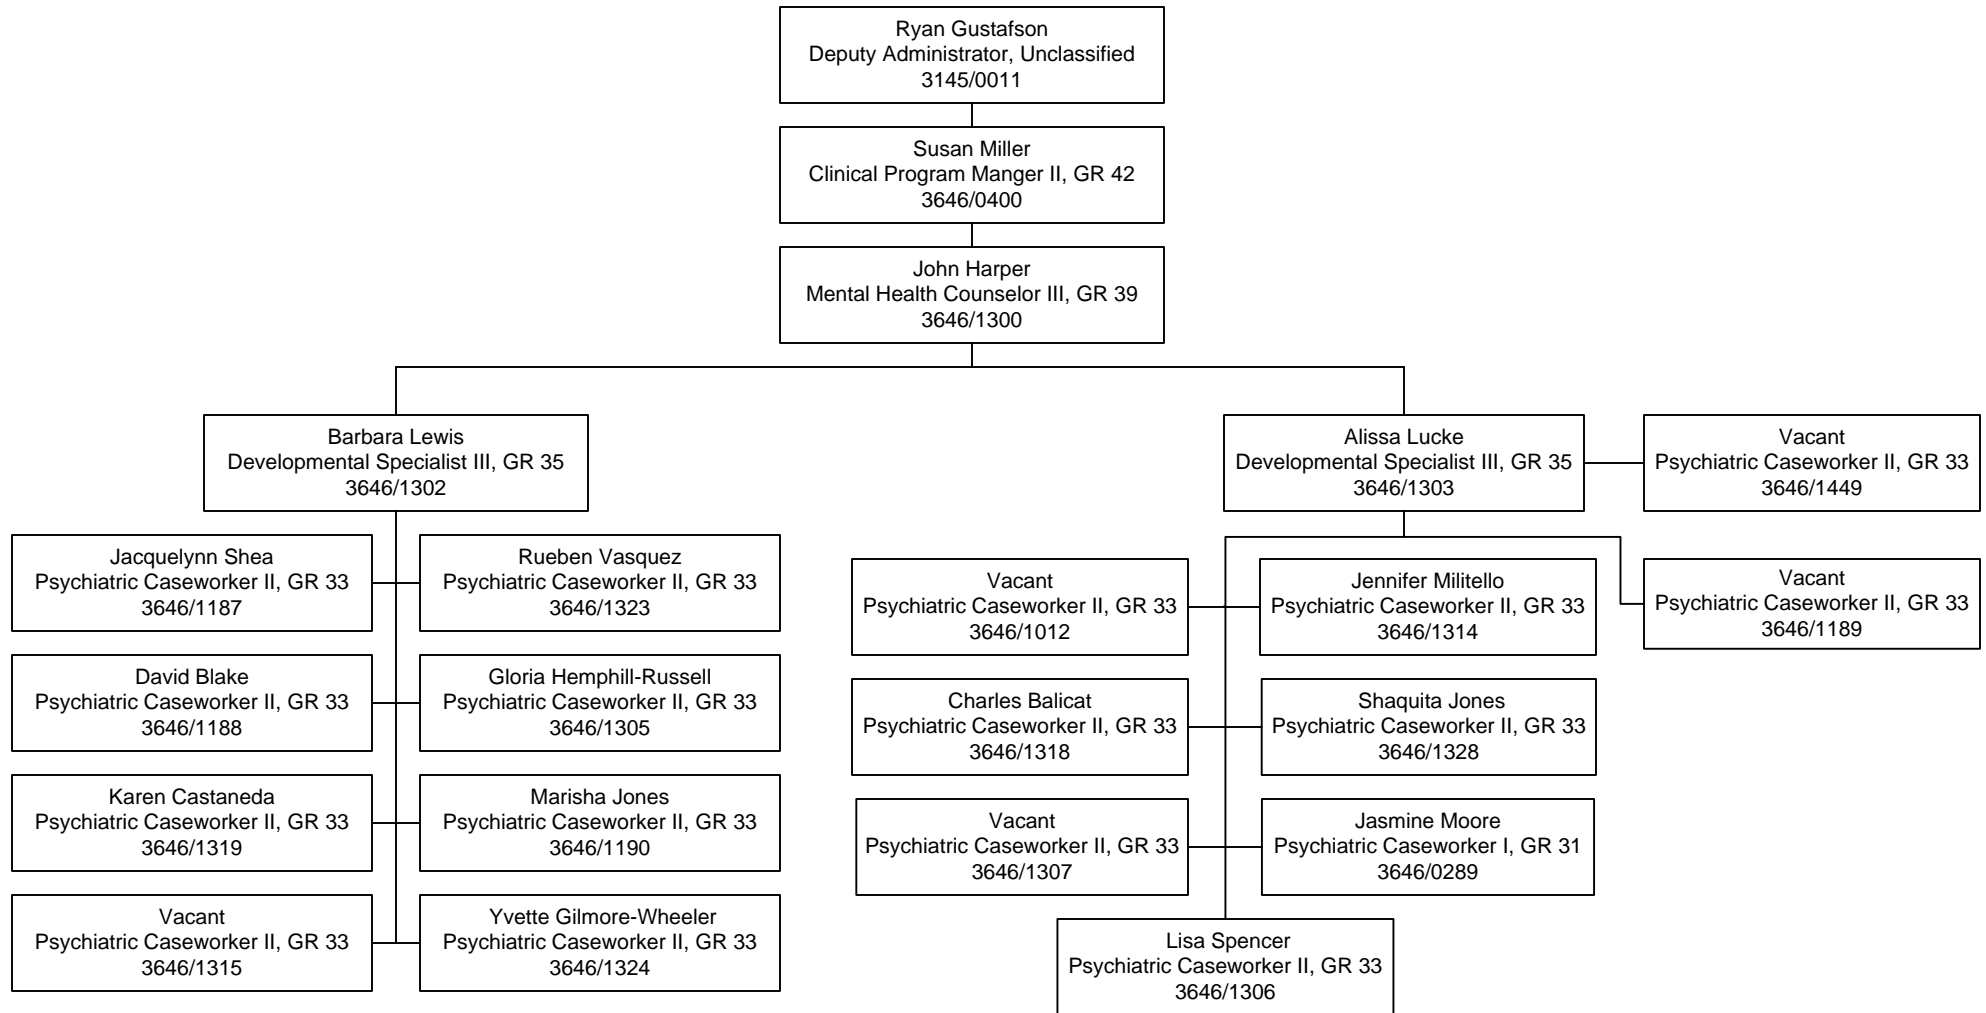 Ryan Gustafson
Deputy Administrator, Unclassified
3145/0011
Susan Miller
Clinical Program Manger II, GR 42
3646/0400
John Harper
Mental Health Counselor III, GR 39
3646/1300
Barbara Lewis
Developmental Specialist III, GR 35
3646/1302
Alissa Lucke
Developmental Specialist III, GR 35
3646/1303
Vacant
Psychiatric Caseworker II, GR 33
3646/1449
Jacquelynn Shea
Psychiatric Caseworker II, GR 33
3646/1187
Rueben Vasquez
Psychiatric Caseworker II, GR 33
3646/1323
David Blake
Psychiatric Caseworker II, GR 33
3646/1188
Gloria Hemphill-Russell
Psychiatric Caseworker II, GR 33
3646/1305
Karen Castaneda
Psychiatric Caseworker II, GR 33
3646/1319
Marisha Jones
Psychiatric Caseworker II, GR 33
3646/1190
Vacant
Psychiatric Caseworker II, GR 33
3646/1315
Yvette Gilmore-Wheeler
Psychiatric Caseworker II, GR 33
3646/1324
Vacant
Psychiatric Caseworker II, GR 33
3646/1012
Jennifer Militello
Psychiatric Caseworker II, GR 33
3646/1314
Vacant
Psychiatric Caseworker II, GR 33
3646/1189
Charles Balicat
Psychiatric Caseworker II, GR 33
3646/1318
Shaquita Jones
Psychiatric Caseworker II, GR 33
3646/1328
Vacant
Psychiatric Caseworker II, GR 33
3646/1307
Jasmine Moore
Psychiatric Caseworker I, GR 31
3646/0289
Lisa Spencer
Psychiatric Caseworker II, GR 33
3646/1306